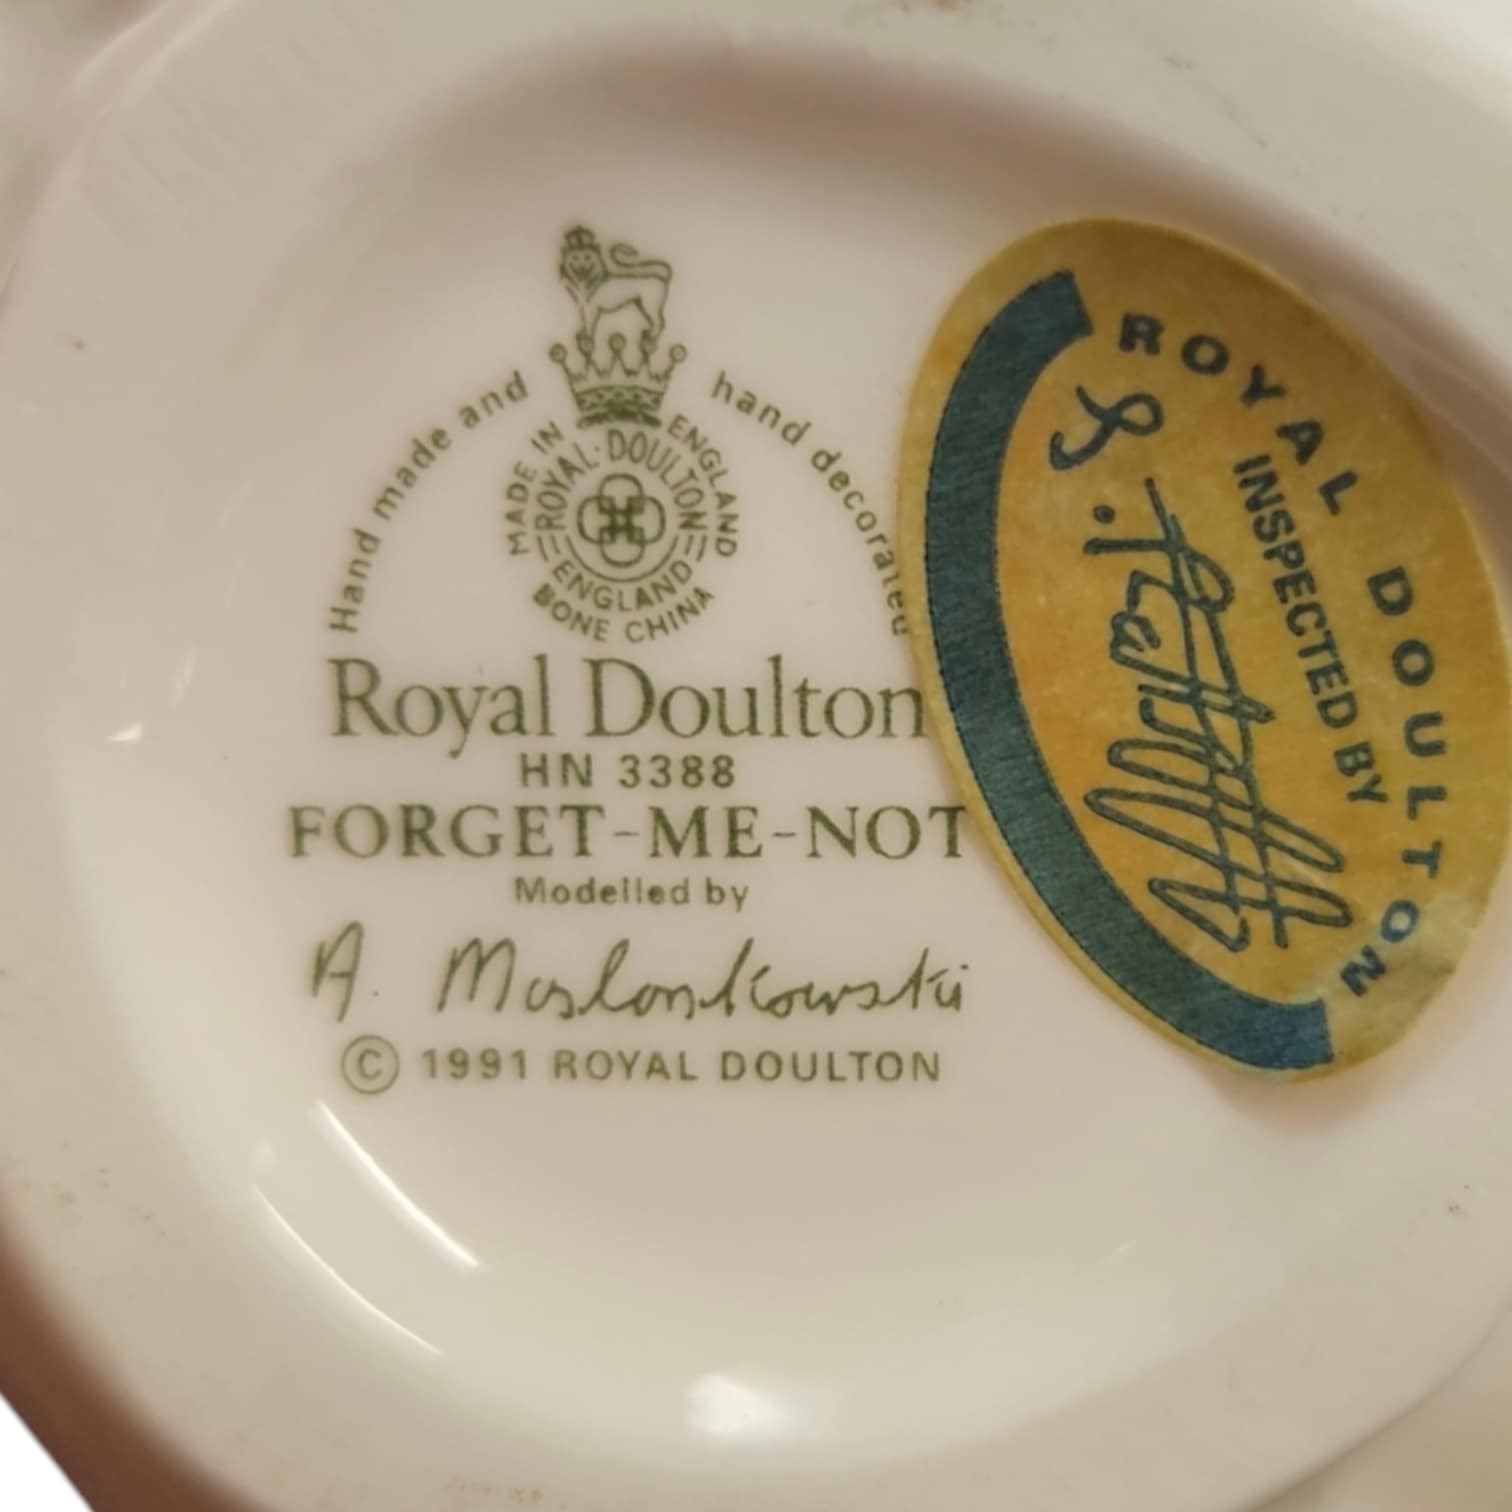 Hand made and hand decorated
MADE IN ENGLAND
ROYAL·DOULTON
ENGLAND
BONE CHINA
Royal Doulton
HN 3388
FORGET-ME-NOT
Modelled by
A. Maslankowski
© 1991 ROYAL DOULTON
ROYAL DOULTON
INSPECTED BY